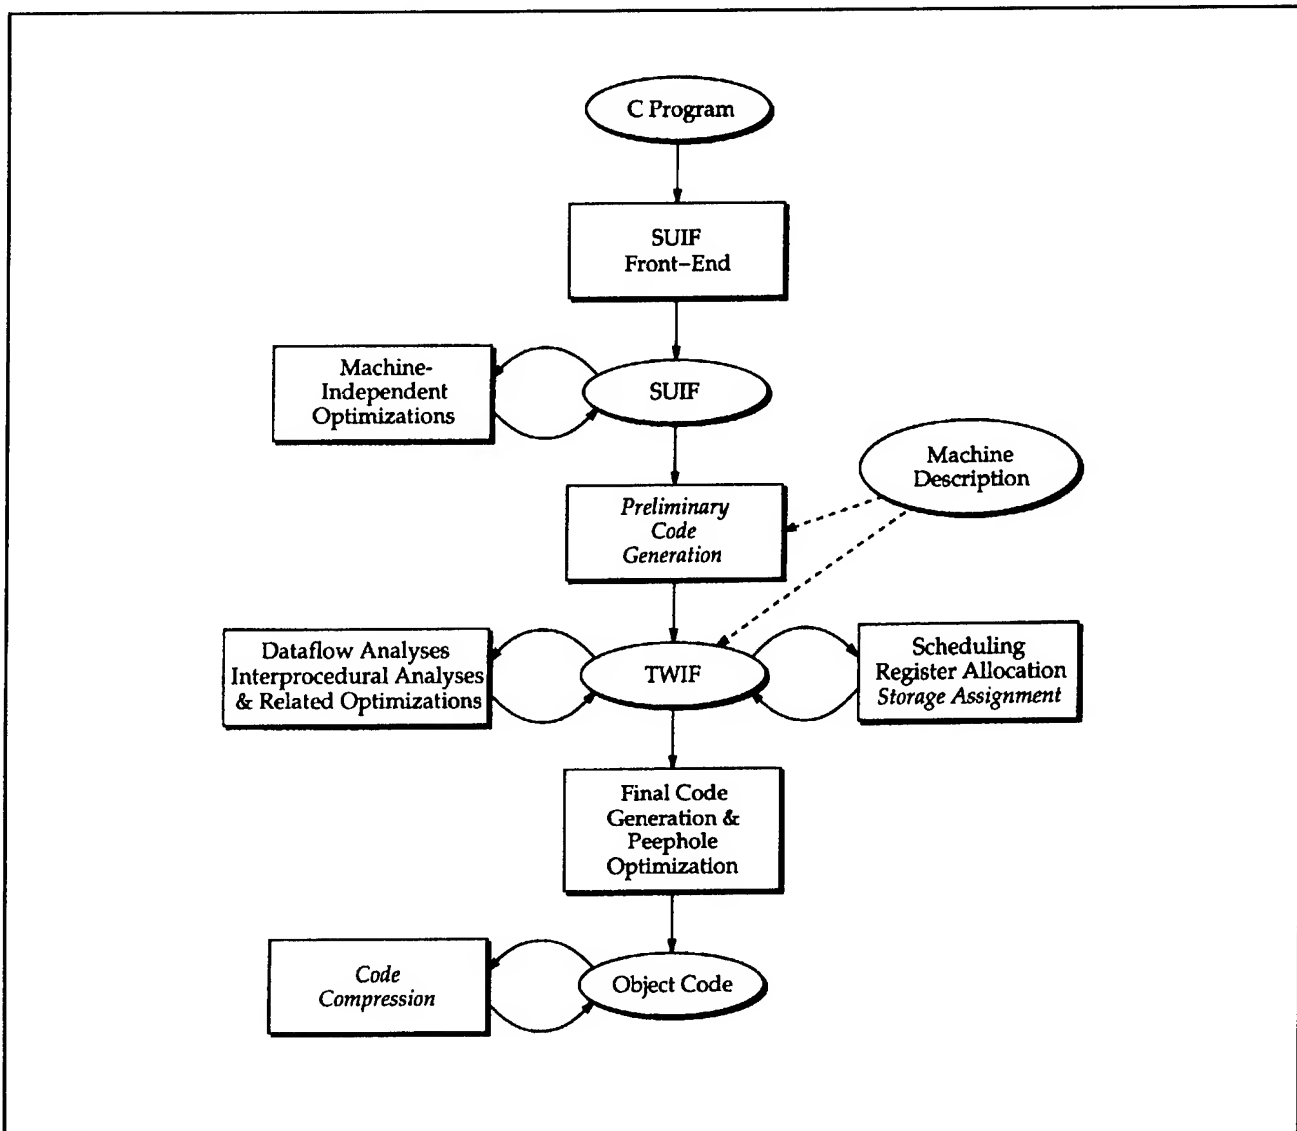 C Program
SUIF
Front-End
Machine-
Independent
Optimizations
SUIF
Machine
Description
Preliminary
Code
Generation
Dataflow Analyses
Interprocedural Analyses
& Related Optimizations
TWIF
Scheduling
Register Allocation
Storage Assignment
Final Code
Generation &
Peephole
Optimization
Code
Compression
Object Code